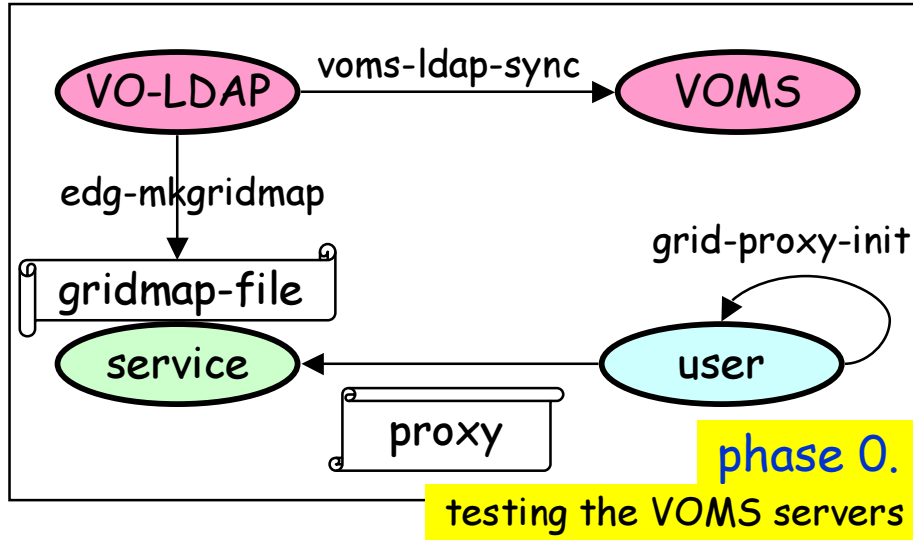 voms-ldap-sync
VO-LDAP
VOMS
edg-mkgridmap
grid-proxy-init
gridmap-file
service
user
proxy
phase 0.
testing the VOMS servers